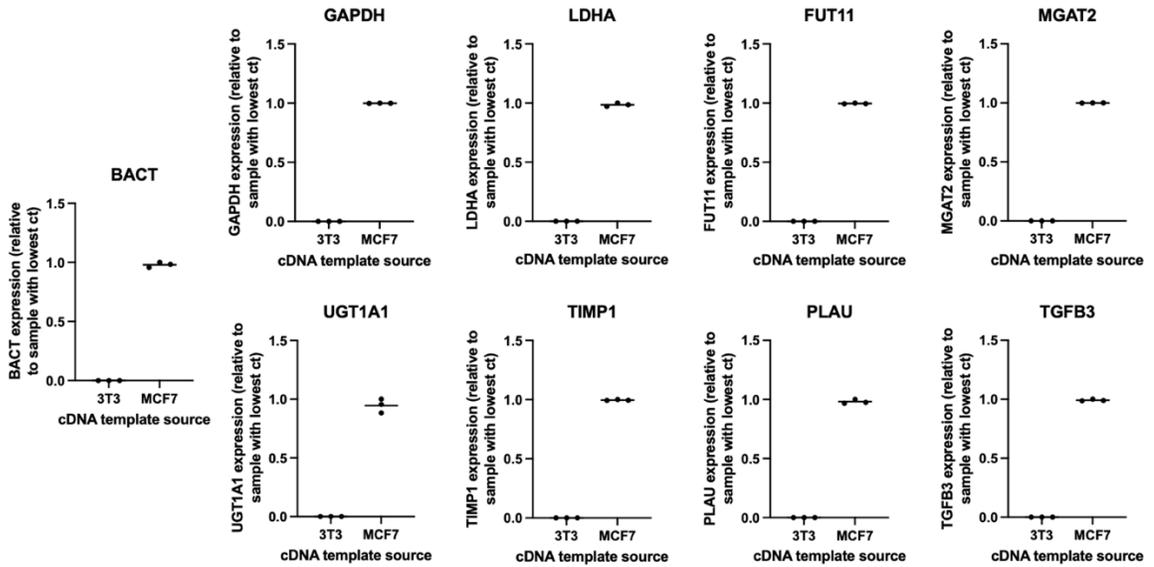 BACT
BACT expression (relative
to sample with lowest ct)
1.5
1.0
0.5
0.0
3T3 MCF7
cDNA template source
GAPDH
GAPDH expression (relative to
sample with lowest ct)
1.5
1.0
0.5
0.0
3T3 MCF7
cDNA template source
LDHA
LDHA expression (relative to
sample with lowest ct)
1.5
1.0
0.5
0.0
3T3 MCF7
cDNA template source
FUT11
FUT11 expression (relative to
sample with lowest ct)
1.5
1.0
0.5
0.0
3T3 MCF7
cDNA template source
MGAT2
MGAT2 expression (relative to
sample with lowest ct)
1.5
1.0
0.5
0.0
3T3 MCF7
cDNA template source
UGT1A1
UGT1A1 expression (relative to
sample with lowest ct)
1.5
1.0
0.5
0.0
3T3 MCF7
cDNA template source
TIMP1
TIMP1 expression (relative to
sample with lowest ct)
1.5
1.0
0.5
0.0
3T3 MCF7
cDNA template source
PLAU
PLAU expression (relative to
sample with lowest ct)
1.5
1.0
0.5
0.0
3T3 MCF7
cDNA template source
TGFB3
TGFB3 expression (relative to
sample with lowest ct)
1.5
1.0
0.5
0.0
3T3 MCF7
cDNA template source